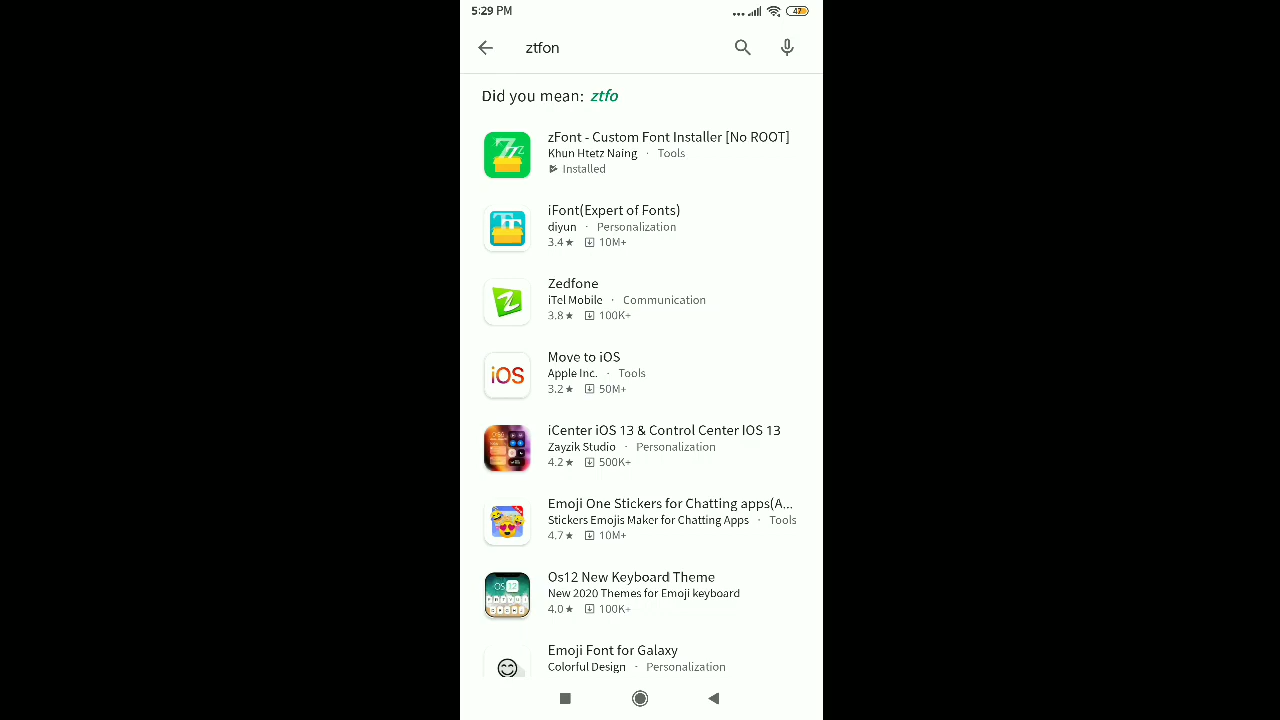 5:29 PM
47
ztfon
Did you mean: ztfo
zFont - Custom Font Installer [No ROOT]
Khun Htetz Naing · Tools
Installed
iFont(Expert of Fonts)
diyun · Personalization
3.4★ 10M+
Zedfone
iTel Mobile · Communication
3.8★ 100K+
iOS
Move to iOS
Apple Inc. · Tools
3.2★ 50M+
iCenter iOS 13 & Control Center IOS 13
Zayzik Studio · Personalization
4.2★ 500K+
Emoji One Stickers for Chatting apps(A...
Stickers Emojis Maker for Chatting Apps · Tools
4.7★ 10M+
OS 12
Os12 New Keyboard Theme
New 2020 Themes for Emoji keyboard
4.0★ 100K+
Emoji Font for Galaxy
Colorful Design · Personalization